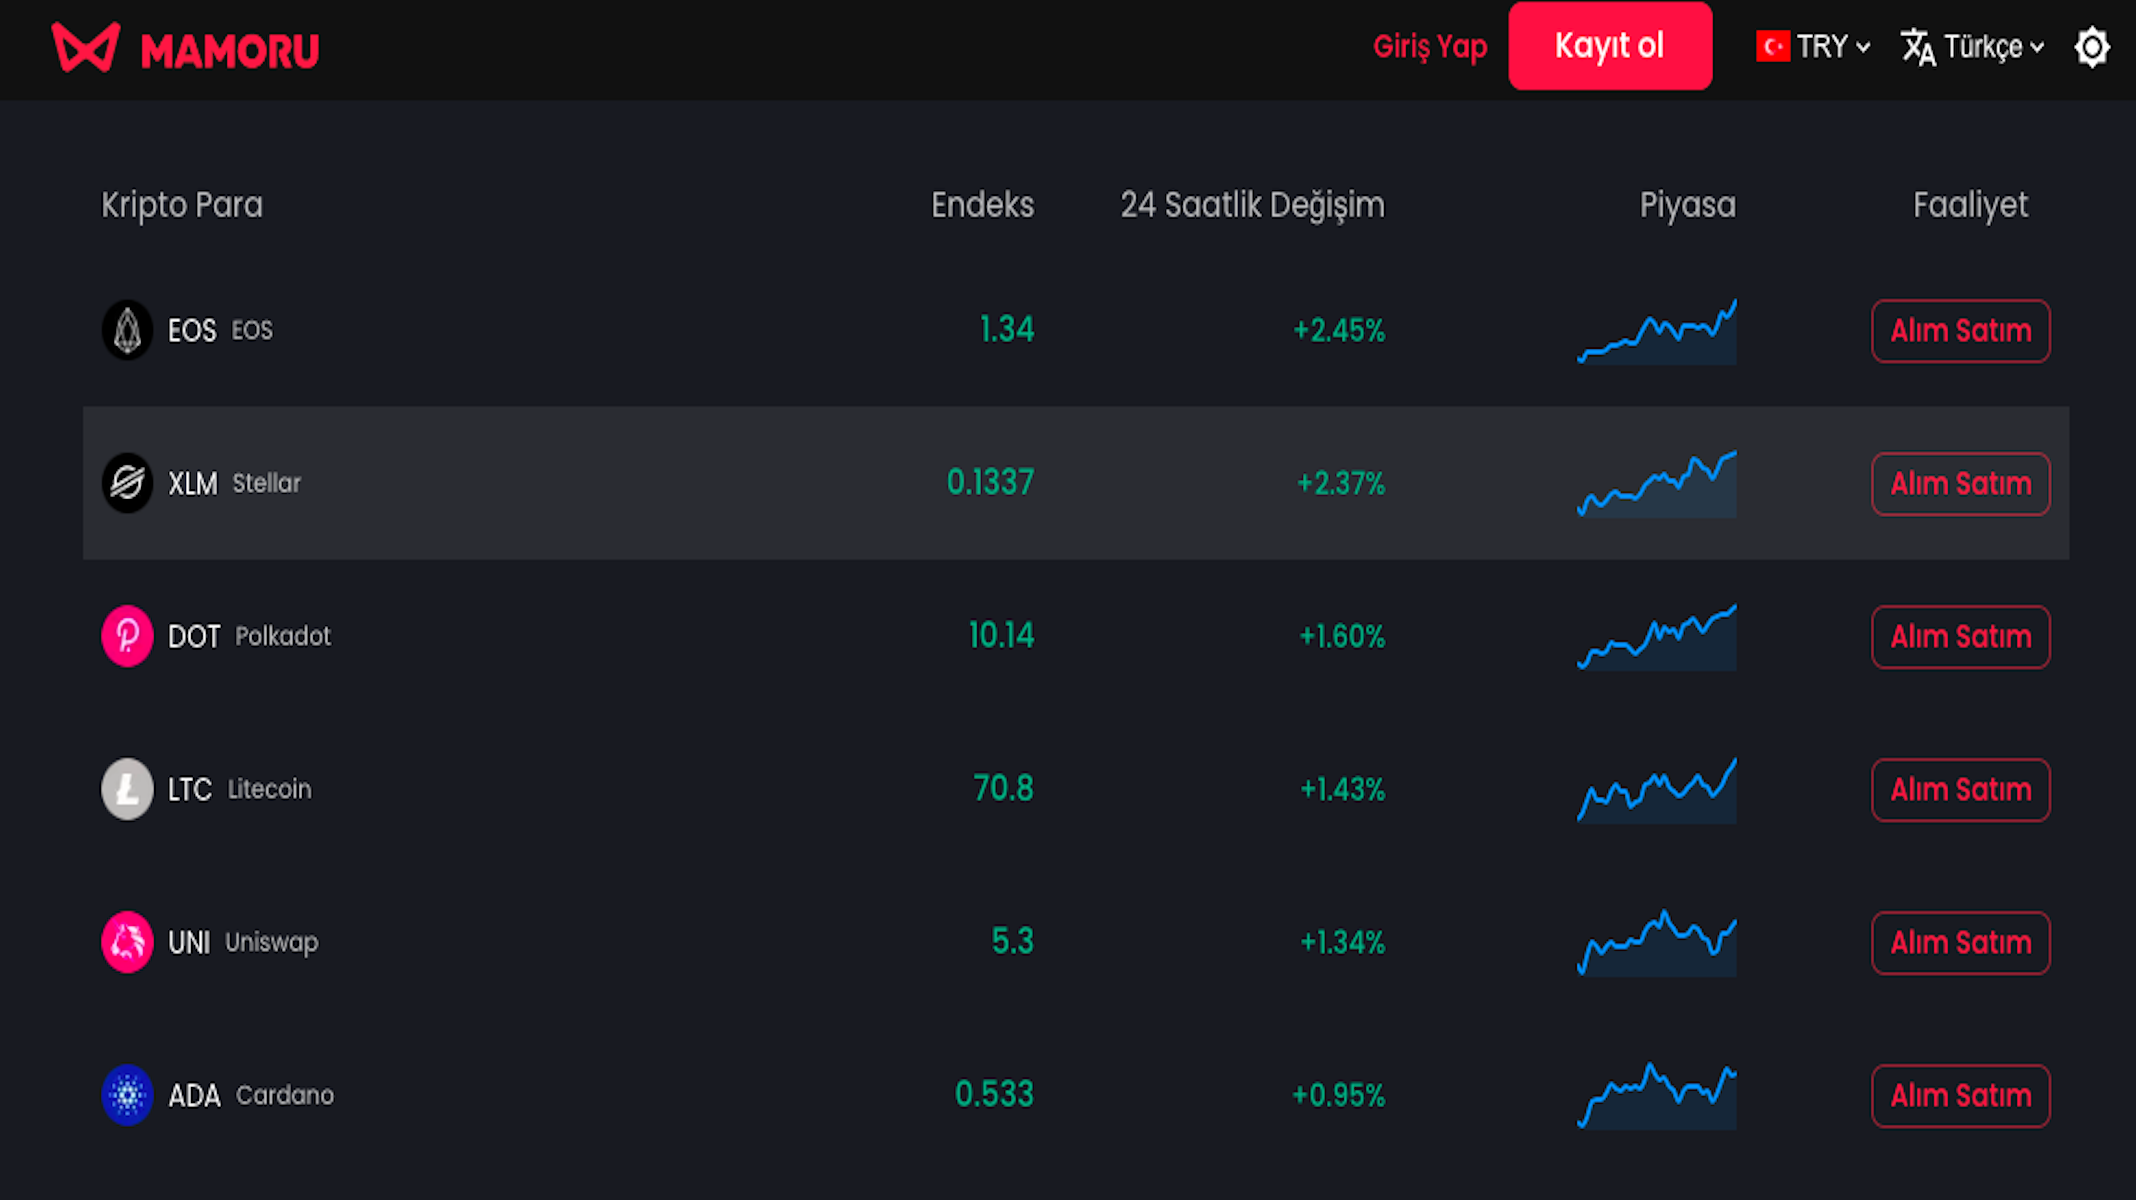 MAMORU Giriş Yap Kayıt ol TRY Türkçe
Kripto Para Endeks 24 Saatlik Değişim Piyasa Faaliyet
EOS EOS 1.34 +2.45% Alım Satım
XLM Stellar 0.1337 +2.37% Alım Satım
DOT Polkadot 10.14 +1.60% Alım Satım
LTC Litecoin 70.8 +1.43% Alım Satım
UNI Uniswap 5.3 +1.34% Alım Satım
ADA Cardano 0.533 +0.95% Alım Satım